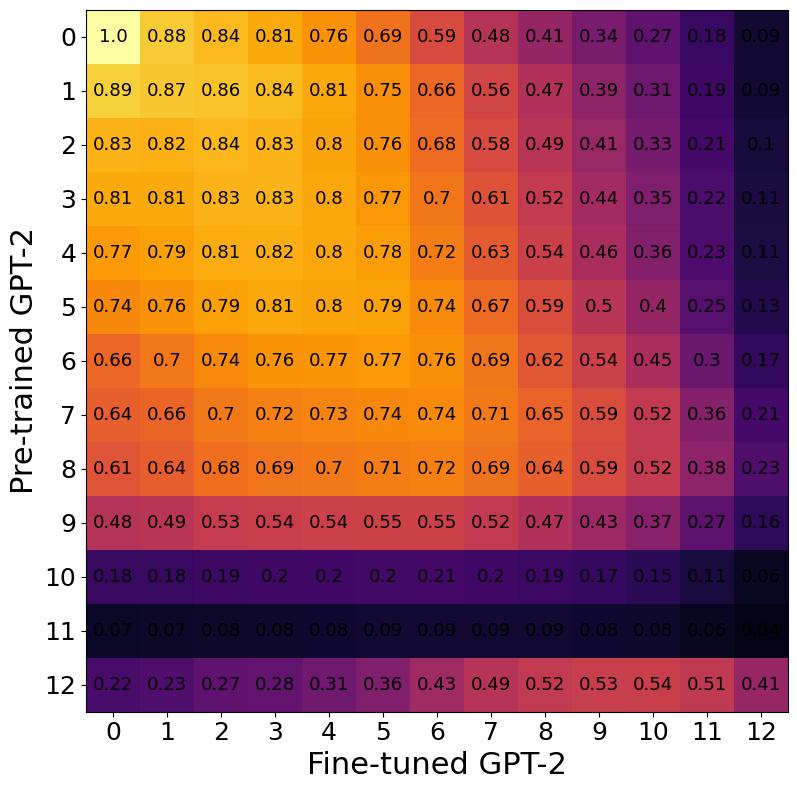 0 1.0 0.88 0.84 0.81 0.76 0.69 0.59 0.48 0.41 0.34 0.27 0.18 0.09
1 0.89 0.87 0.86 0.84 0.81 0.75 0.66 0.56 0.47 0.39 0.31 0.19 0.09
2 0.83 0.82 0.84 0.83 0.8 0.76 0.68 0.58 0.49 0.41 0.33 0.21 0.1
3 0.81 0.81 0.83 0.83 0.8 0.77 0.7 0.61 0.52 0.44 0.35 0.22 0.11
4 0.77 0.79 0.81 0.82 0.8 0.78 0.72 0.63 0.54 0.46 0.36 0.23 0.11
5 0.74 0.76 0.79 0.81 0.8 0.79 0.74 0.67 0.59 0.5 0.4 0.25 0.13
6 0.66 0.7 0.74 0.76 0.77 0.77 0.76 0.69 0.62 0.54 0.45 0.3 0.17
7 0.64 0.66 0.7 0.72 0.73 0.74 0.74 0.71 0.65 0.59 0.52 0.36 0.21
8 0.61 0.64 0.68 0.69 0.7 0.71 0.72 0.69 0.64 0.59 0.52 0.38 0.23
9 0.48 0.49 0.53 0.54 0.54 0.55 0.55 0.52 0.47 0.43 0.37 0.27 0.16
10 0.18 0.18 0.19 0.2 0.2 0.2 0.21 0.2 0.19 0.17 0.15 0.11 0.06
11 0.07 0.07 0.08 0.08 0.08 0.09 0.09 0.09 0.09 0.08 0.08 0.06 0.04
12 0.22 0.23 0.27 0.28 0.31 0.36 0.43 0.49 0.52 0.53 0.54 0.51 0.41
0 1 2 3 4 5 6 7 8 9 10 11 12
Fine-tuned GPT-2
Pre-trained GPT-2